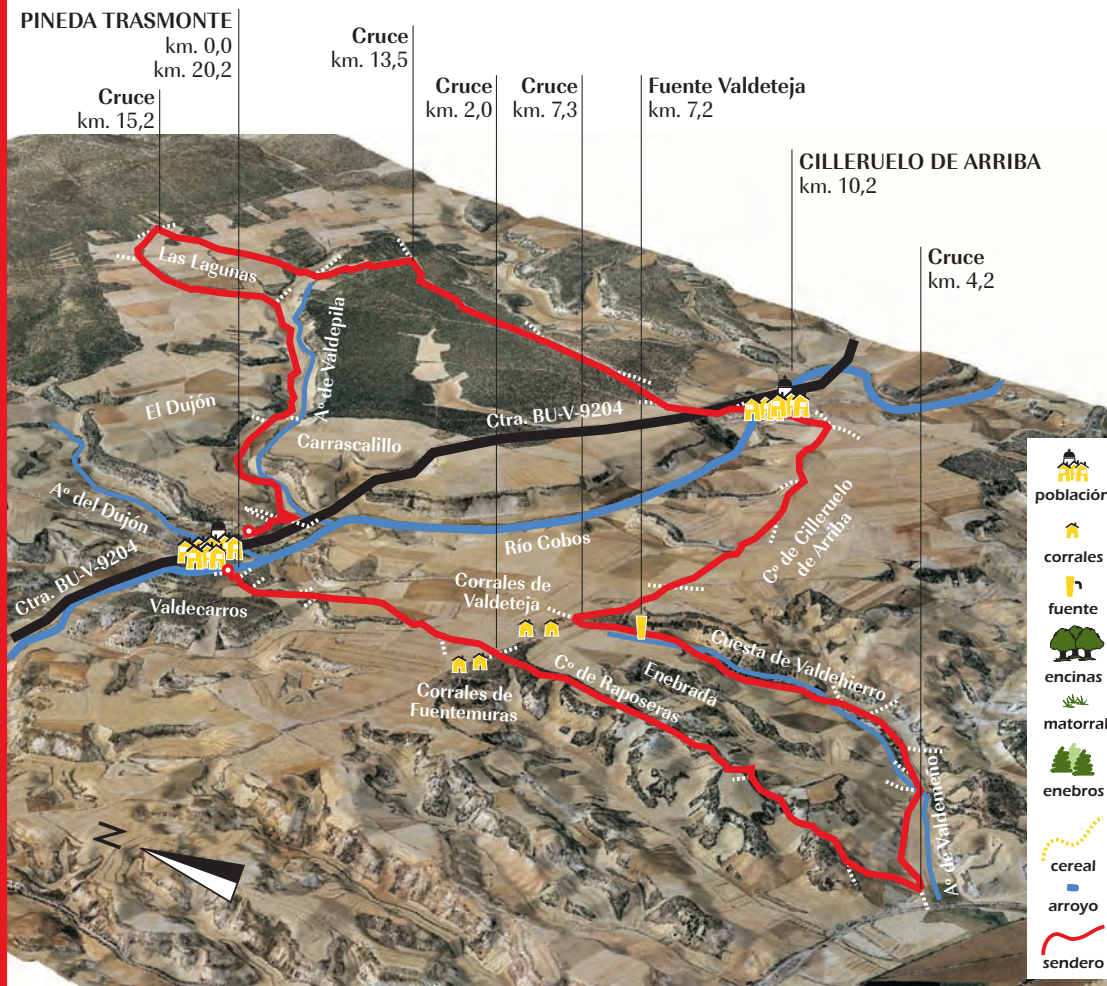 PINEDA TRASMONTE
km. 0,0
km. 20,2
Cruce
km. 15,2
Cruce
km. 13,5
Cruce
km. 2,0
Cruce
km. 7,3
Fuente Valdeteja
km. 7,2
CILLERUELO DE ARRIBA
km. 10,2
Cruce
km. 4,2
Las Lagunas
Aº de Valdepila
El Dujón
Carrascalillo
Ctra. BU-V-9204
Aº del Dujón
Río Cobos
Cº de Cilleruelo
de Arriba
Ctra. BU-V-9204
Valdecarros
Corrales de
Valdeteja
Corrales de
Fuentemuras
Cº de Raposeras
Enebrada
Cuesta de Valdehierro
Aº de Valdemeño
N
población
corrales
fuente
encinas
matorral
enebros
cereal
arroyo
sendero